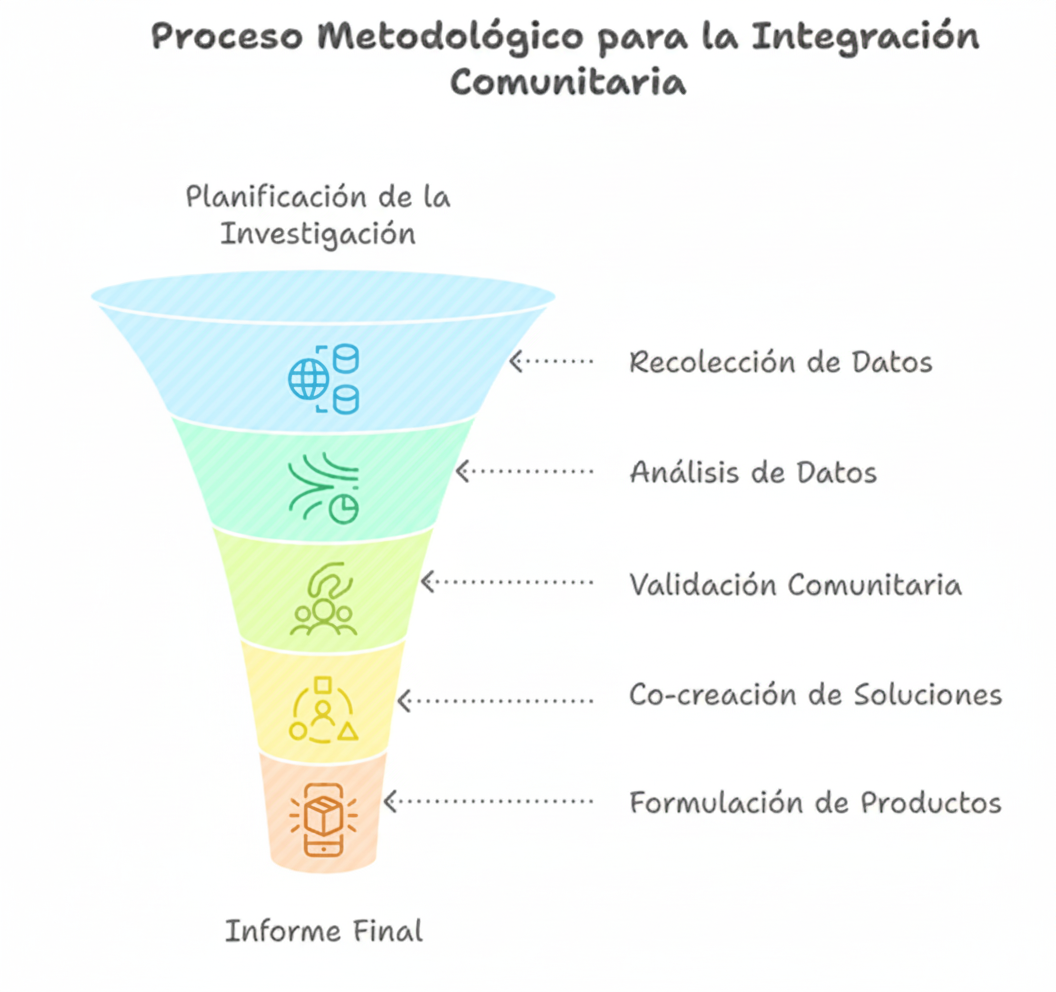 Proceso Metodológico para la Integración
Comunitaria
Planificación de la
Investigación
Recolección de Datos
Análisis de Datos
Validación Comunitaria
Co-creación de Soluciones
Formulación de Productos
Informe Final